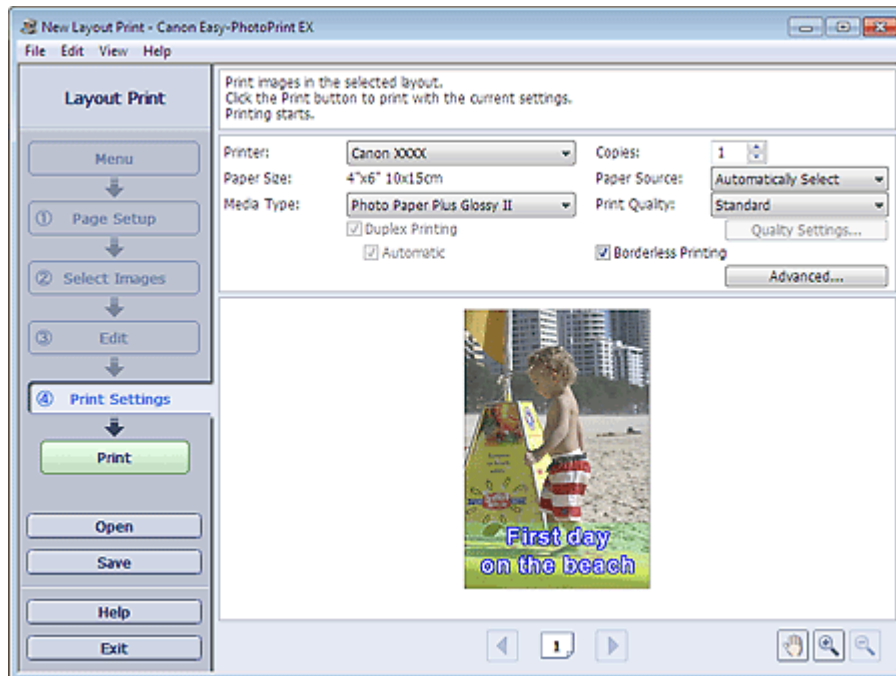 New Layout Print - Canon Easy-PhotoPrint EX
File Edit View Help
Layout Print
Menu
① Page Setup
② Select Images
③ Edit
④ Print Settings
Print
Open
Save
Help
Exit
Print images in the selected layout.
Click the Print button to print with the current settings.
Printing starts.
Printer: Canon XXXX Copies: 1
Paper Size: 4"x6" 10x15cm Paper Source: Automatically Select
Media Type: Photo Paper Plus Glossy II Print Quality: Standard
Duplex Printing Quality Settings...
Automatic Borderless Printing
Advanced...
First day
on the beach
1